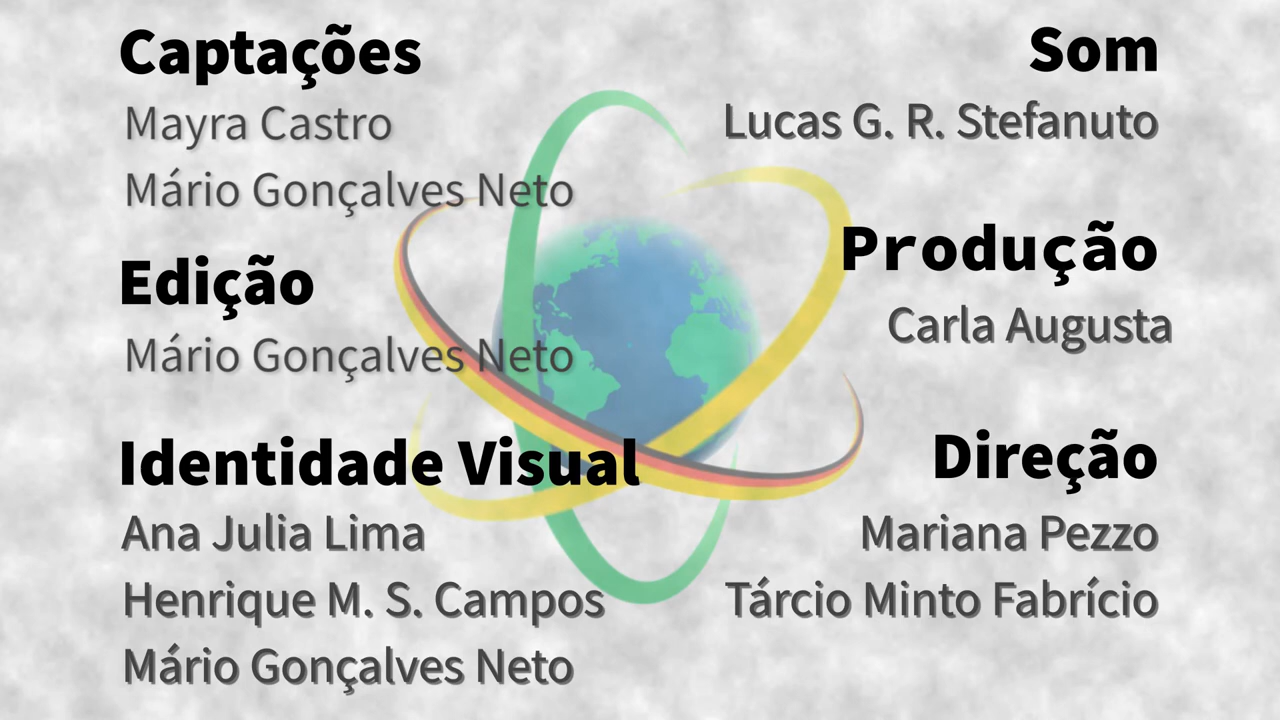 Captações
Mayra Castro
Mário Gonçalves Neto
Edição
Mário Gonçalves Neto
Identidade Visual
Ana Julia Lima
Henrique M. S. Campos
Mário Gonçalves Neto
Som
Lucas G. R. Stefanuto
Produção
Carla Augusta
Direção
Mariana Pezzo
Tárcio Minto Fabrício